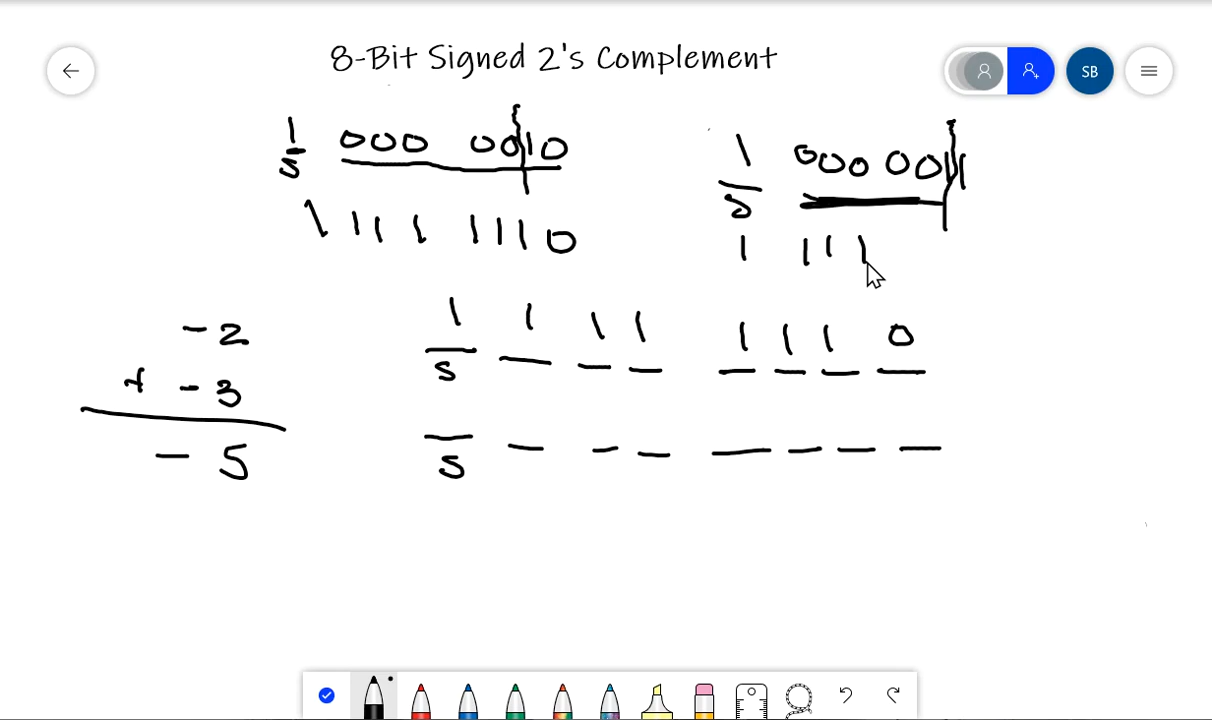 8-Bit Signed 2's Complement
SB
1 000 0010
s
1 111 1110
1 000 0011
s
1 111
-2
+ -3
-5
1 1 1 1 1 1 1 0
s
s